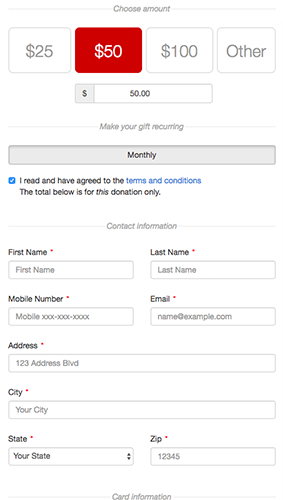 Choose amount
$25 $50 $100 Other
$ 50.00
Make your gift recurring
Monthly
I read and have agreed to the terms and conditions
The total below is for this donation only.
Contact information
First Name * Last Name *
First Name Last Name
Mobile Number * Email *
Mobile xxx-xxx-xxxx name@example.com
Address *
123 Address Blvd
City *
Your City
State * Zip *
Your State 12345
Card information